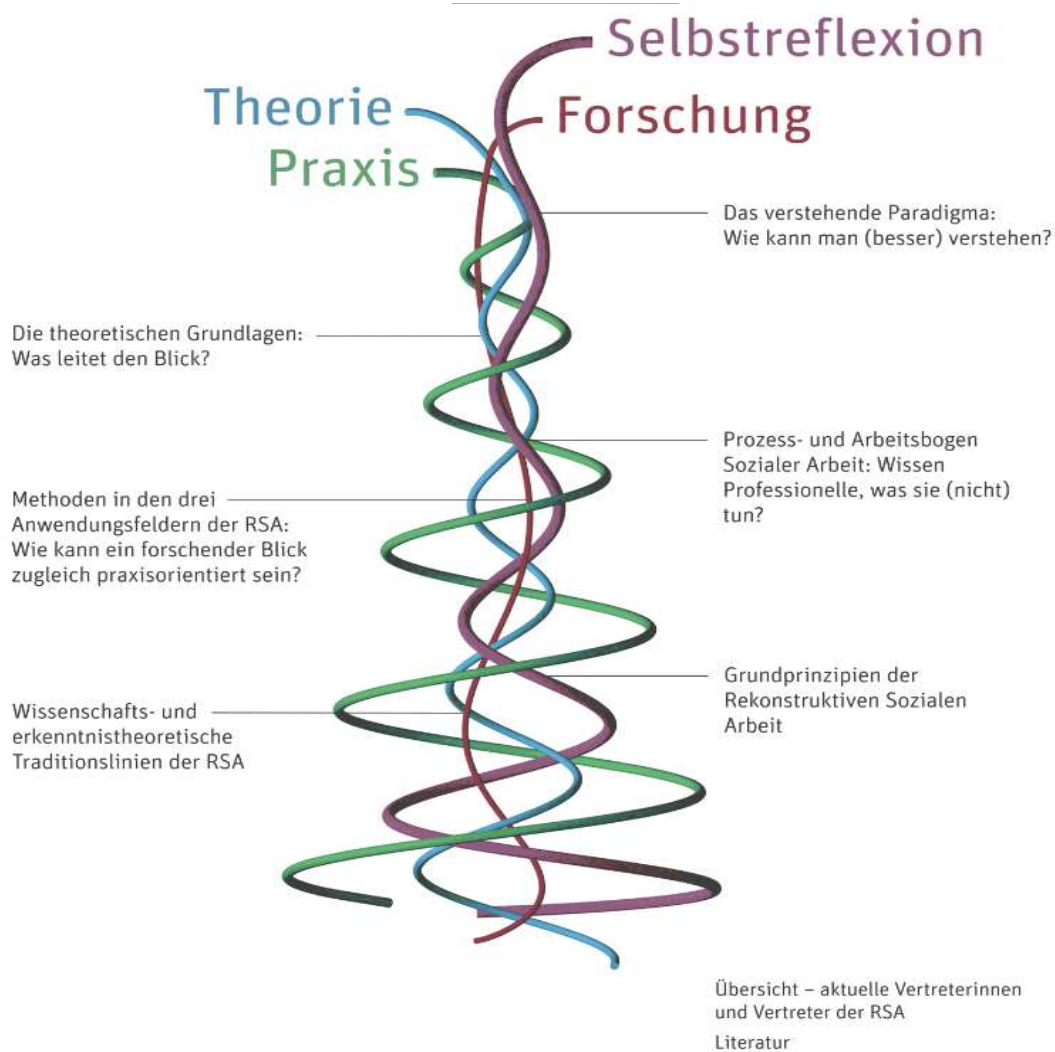 Selbstreflexion
Theorie
Forschung
Praxis
Das verstehende Paradigma:
Wie kann man (besser) verstehen?
Die theoretischen Grundlagen:
Was leitet den Blick?
Prozess- und Arbeitsbogen
Sozialer Arbeit: Wissen
Professionelle, was sie (nicht)
tun?
Methoden in den drei
Anwendungsfeldern der RSA:
Wie kann ein forschender Blick
zugleich praxisorientiert sein?
Grundprinzipien der
Rekonstruktiven Sozialen
Arbeit
Wissenschafts- und
erkenntnistheoretische
Traditionslinien der RSA
Übersicht – aktuelle Vertreterinnen
und Vertreter der RSA
Literatur